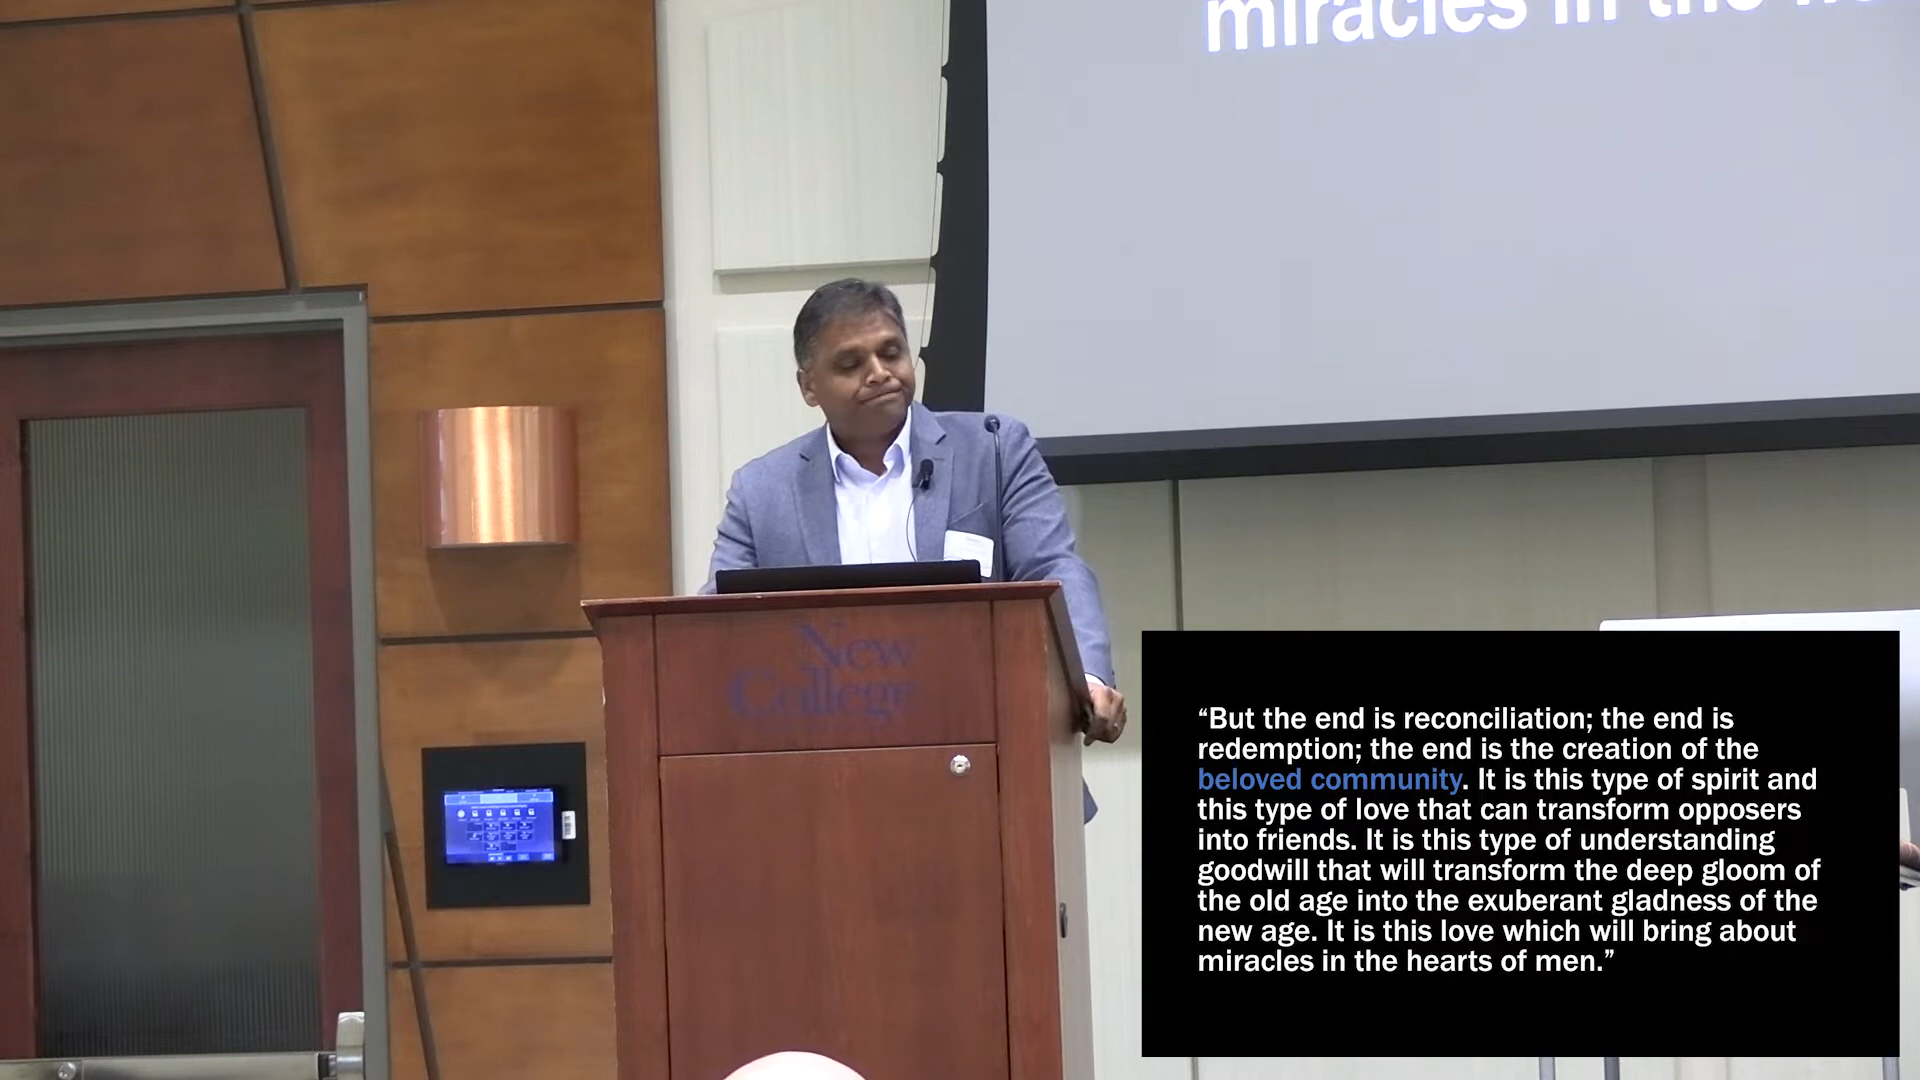 miracles in the
New
College
“But the end is reconciliation; the end is
redemption; the end is the creation of the
beloved community. It is this type of spirit and
this type of love that can transform opposers
into friends. It is this type of understanding
goodwill that will transform the deep gloom of
the old age into the exuberant gladness of the
new age. It is this love which will bring about
miracles in the hearts of men.”